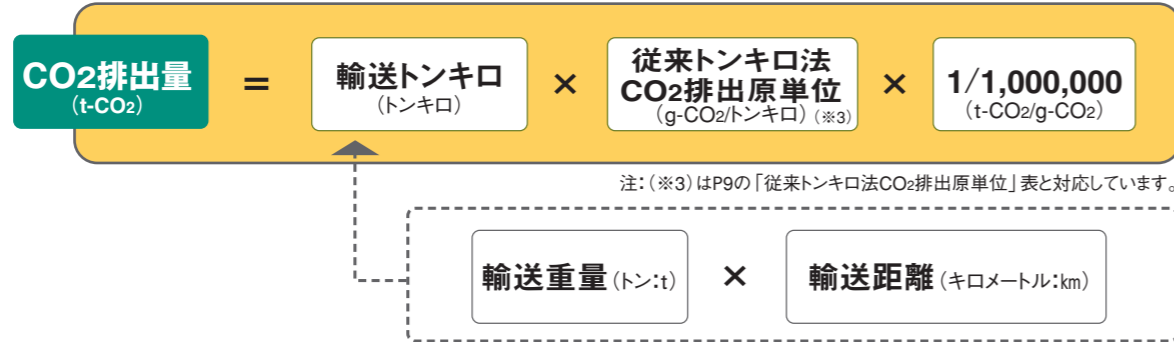 CO2排出量
(t-CO2)
=
輸送トンキロ
(トンキロ)
×
従来トンキロ法
CO2排出原単位
(g-CO2/トンキロ)(※3)
×
1/1,000,000
(t-CO2/g-CO2)
注:(※3)はP9の「従来トンキロ法CO2排出原単位」表と対応しています。
輸送重量(トン:t)
×
輸送距離(キロメートル:km)